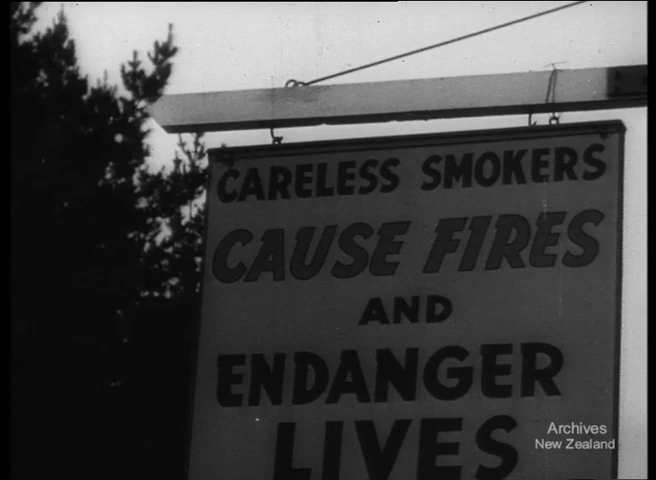 CARELESS SMOKERS
CAUSE FIRES
AND
ENDANGER
LIVES
Archives
New Zealand